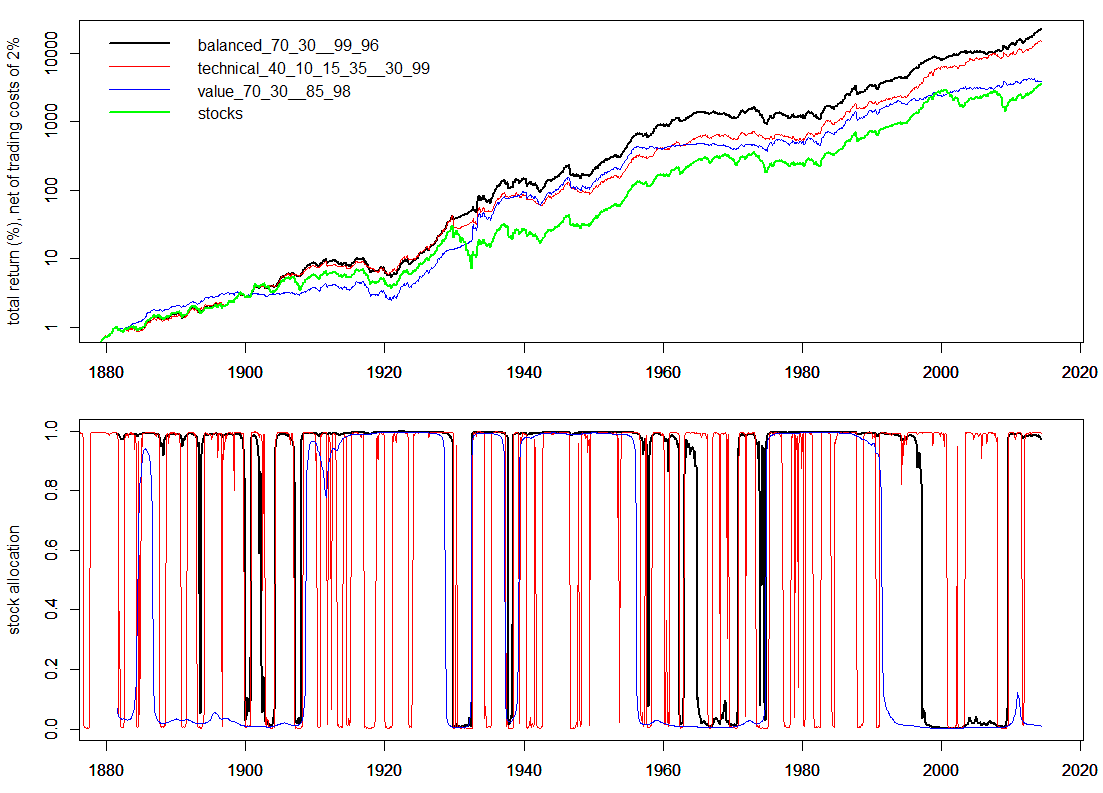 total return (%), net of trading costs of 2%
10000
1000
100
10
1
balanced_70_30__99_96
technical_40_10_15_35__30_99
value_70_30__85_98
stocks
1880 1900 1920 1940 1960 1980 2000 2020
stock allocation
1.0
0.8
0.6
0.4
0.2
0.0
1880 1900 1920 1940 1960 1980 2000 2020